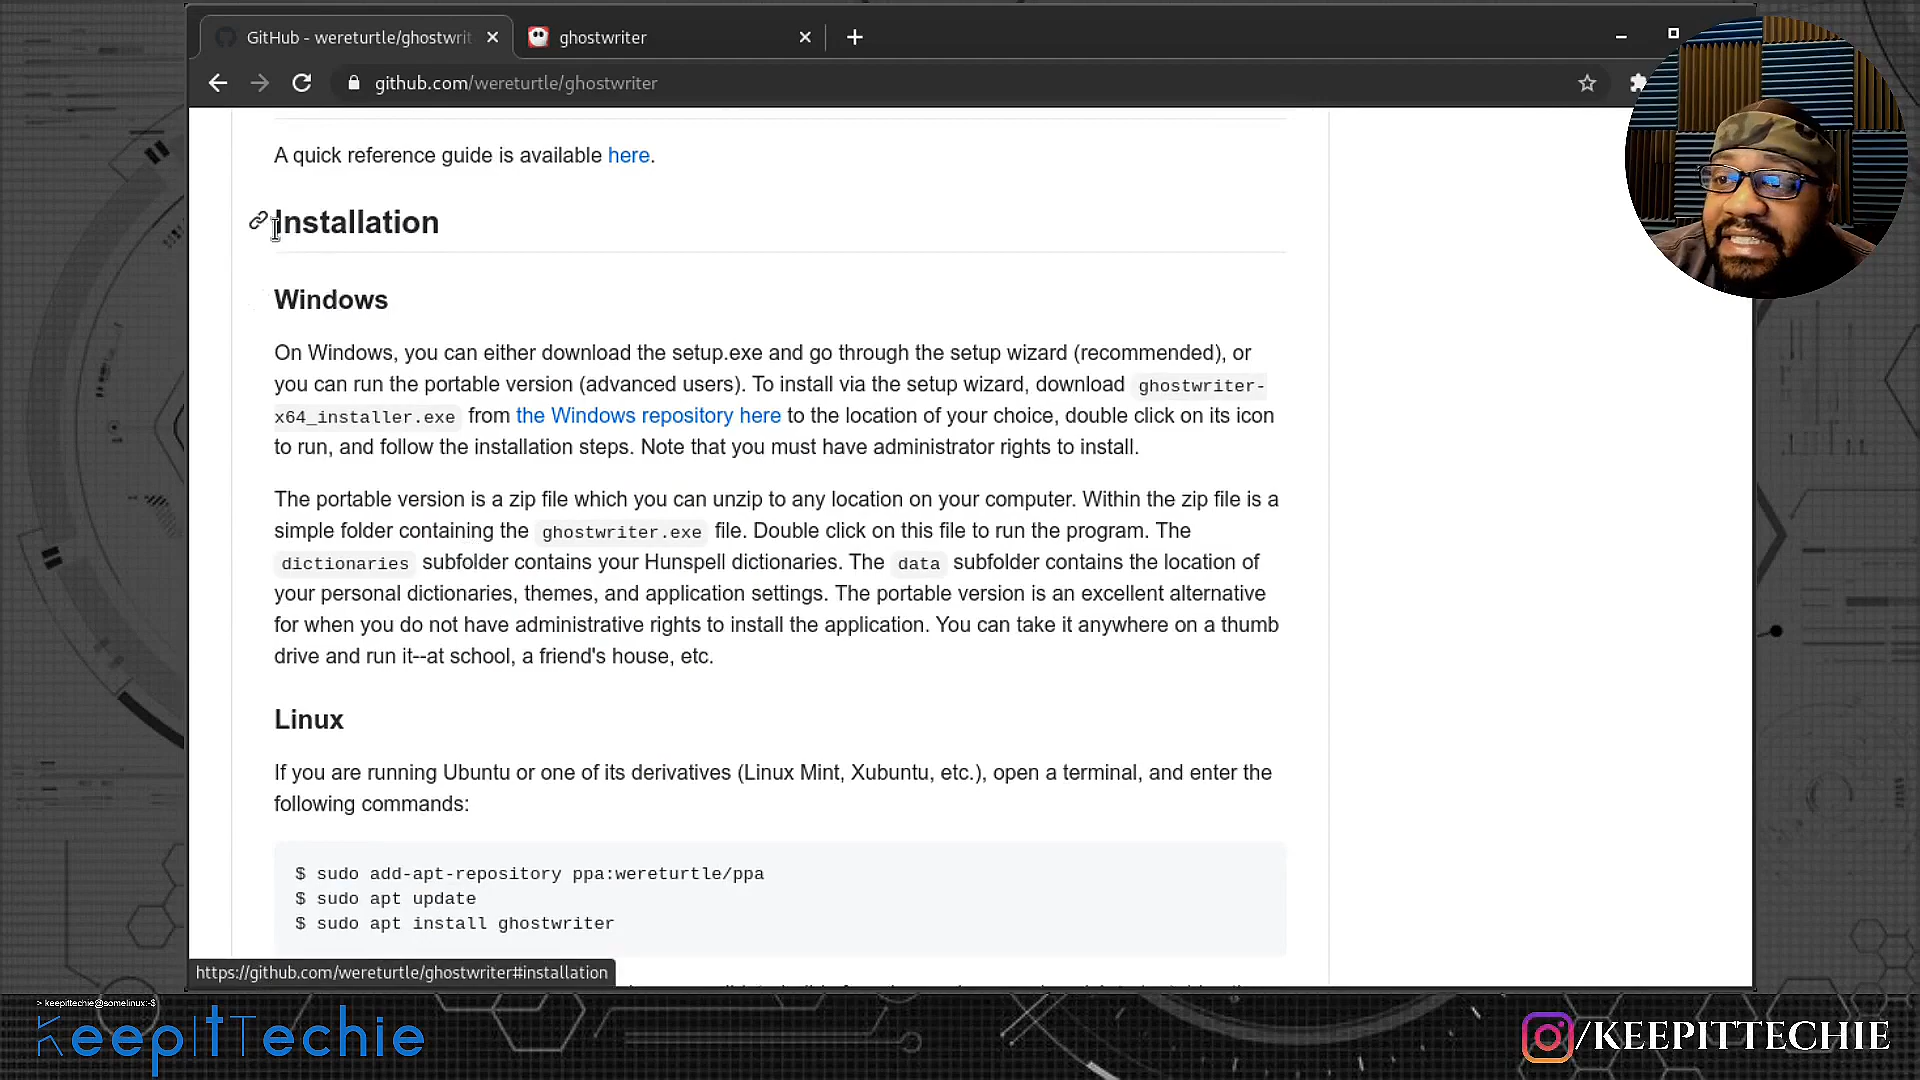 GitHub - wereturtle/ghostwrit
ghostwriter
github.com/wereturtle/ghostwriter
A quick reference guide is available here.
Installation
Windows
On Windows, you can either download the setup.exe and go through the setup wizard (recommended), or
you can run the portable version (advanced users). To install via the setup wizard, download ghostwriter-
x64_installer.exe from the Windows repository here to the location of your choice, double click on its icon
to run, and follow the installation steps. Note that you must have administrator rights to install.
The portable version is a zip file which you can unzip to any location on your computer. Within the zip file is a
simple folder containing the ghostwriter.exe file. Double click on this file to run the program. The
dictionaries subfolder contains your Hunspell dictionaries. The data subfolder contains the location of
your personal dictionaries, themes, and application settings. The portable version is an excellent alternative
for when you do not have administrative rights to install the application. You can take it anywhere on a thumb
drive and run it--at school, a friend's house, etc.
Linux
If you are running Ubuntu or one of its derivatives (Linux Mint, Xubuntu, etc.), open a terminal, and enter the
following commands:
$ sudo add-apt-repository ppa:wereturtle/ppa
$ sudo apt update
$ sudo apt install ghostwriter
https://github.com/wereturtle/ghostwriter#installation
> keepittechie@somelinux:~$
KeepItTechie
/KEEPITTECHIE